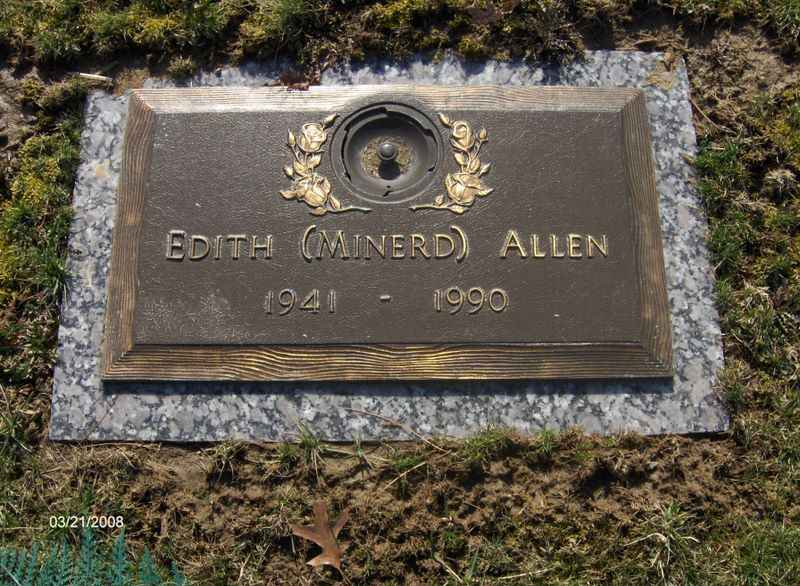 Edith (Minerd) Allen
1941 - 1990
03/21/2008